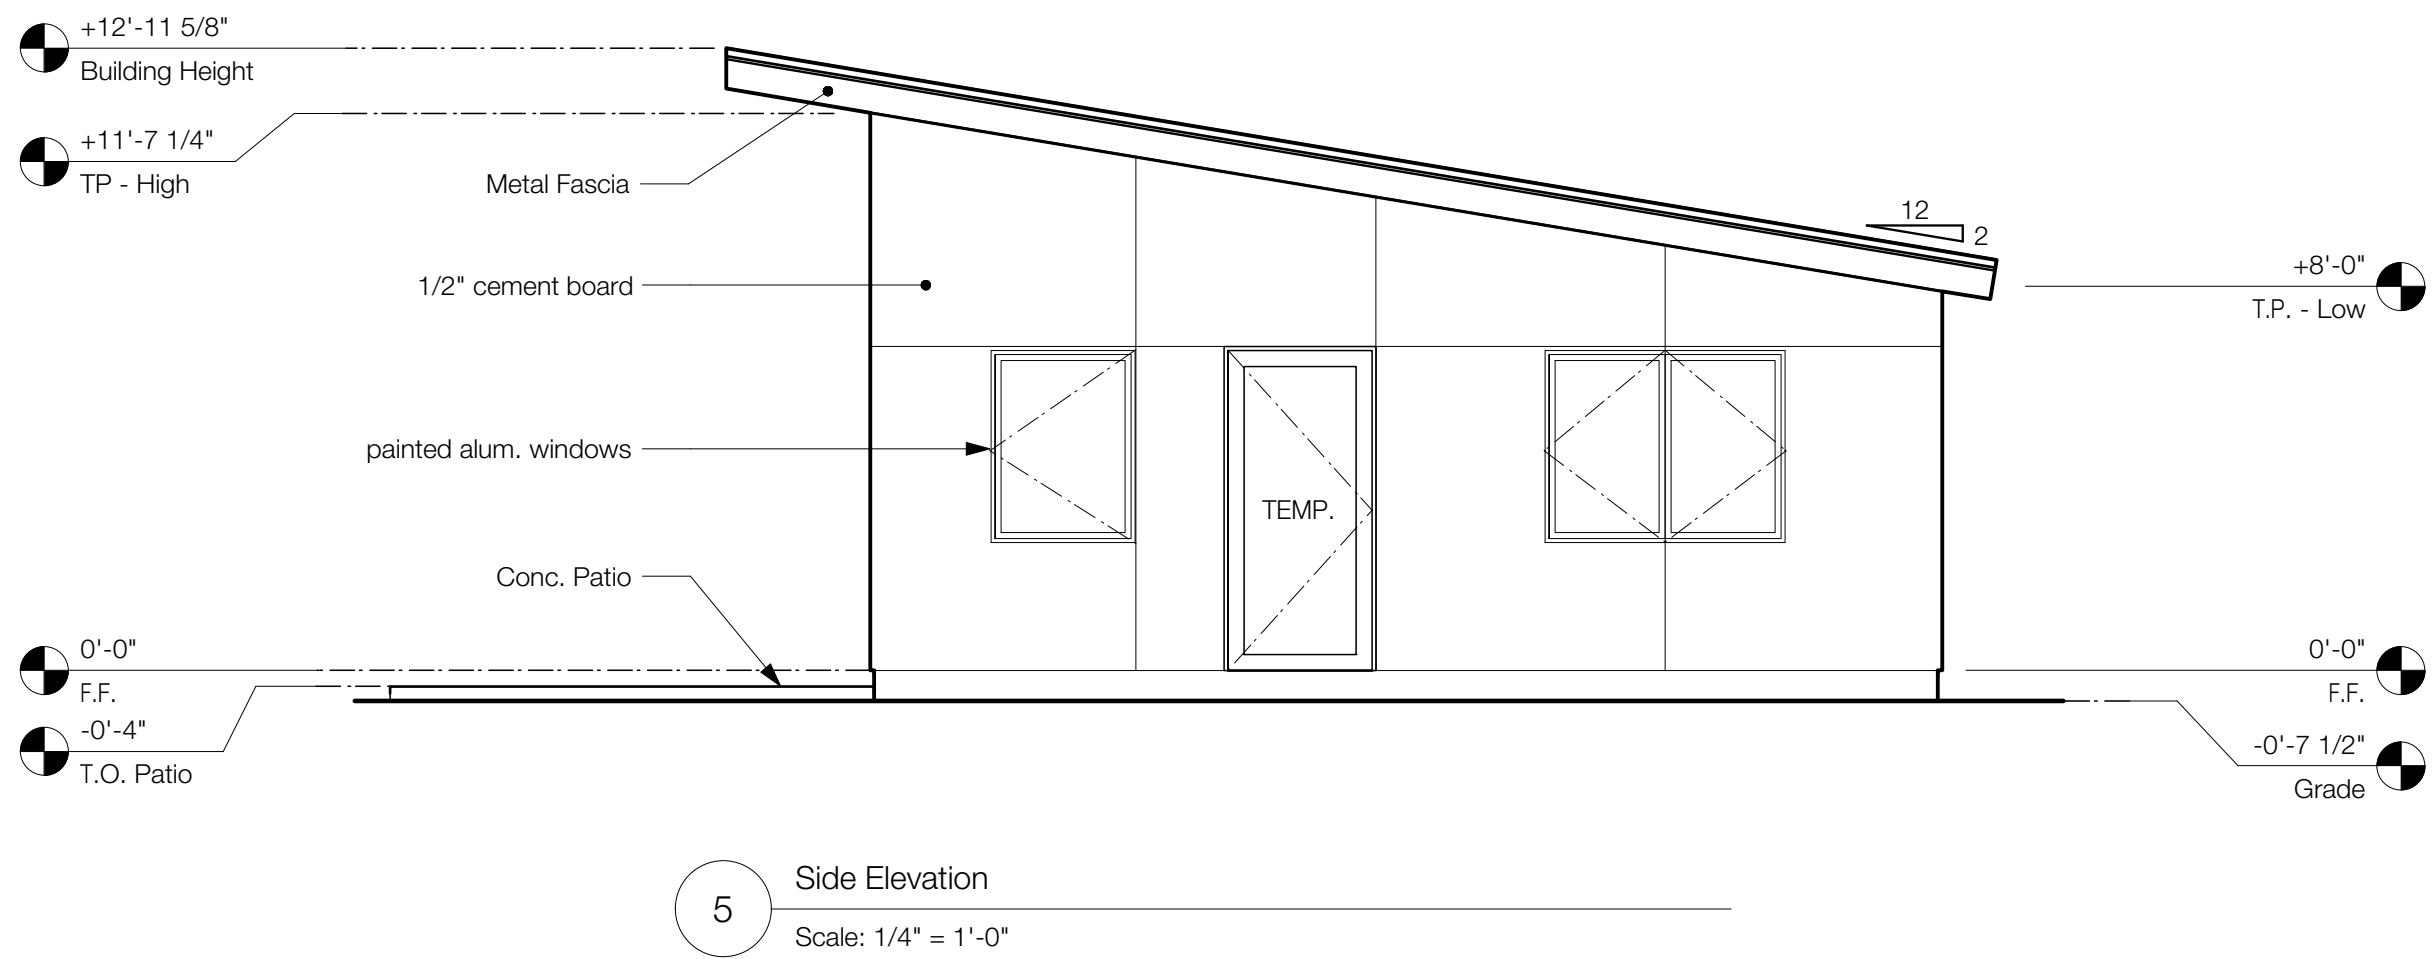 +12'-11 5/8"
Building Height
+11'-7 1/4"
TP - High
Metal Fascia
12
2
+8'-0"
T.P. - Low
1/2" cement board
painted alum. windows
TEMP.
Conc. Patio
0'-0"
F.F.
-0'-4"
T.O. Patio
0'-0"
F.F.
-0'-7 1/2"
Grade
5
Side Elevation
Scale: 1/4" = 1'-0"